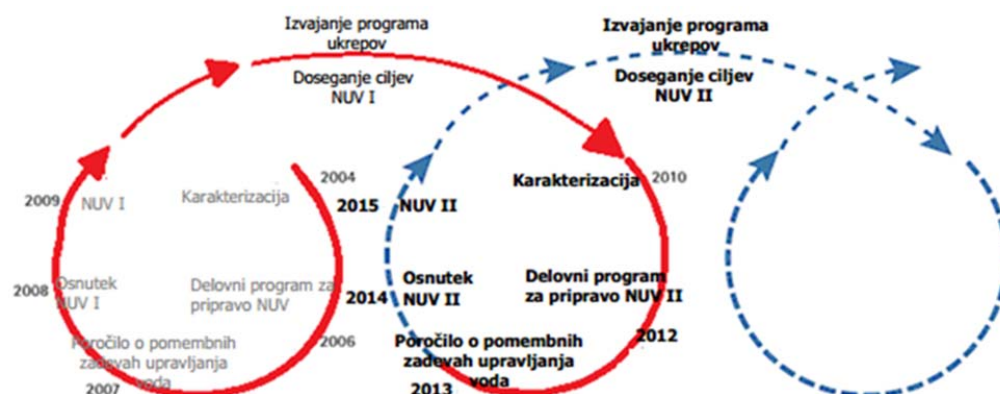 Izvajanje programa
ukrepov
Doseganje ciljev
NUV I
Izvajanje programa
ukrepov
Doseganje ciljev
NUV II
2004
Karakterizacija
2009
NUV I
2015
NUV II
Karakterizacija
2010
2008
Osnutek
NUV I
Delovni program za
pripravo NUV
2014
Osnutek
NUV II
Delovni program
za pripravo NUV II
2006
2012
Poročilo o pomembnih
zadevah upravljanja
voda
2007
Poročilo o pomembnih
zadevah upravljanja
voda
2013